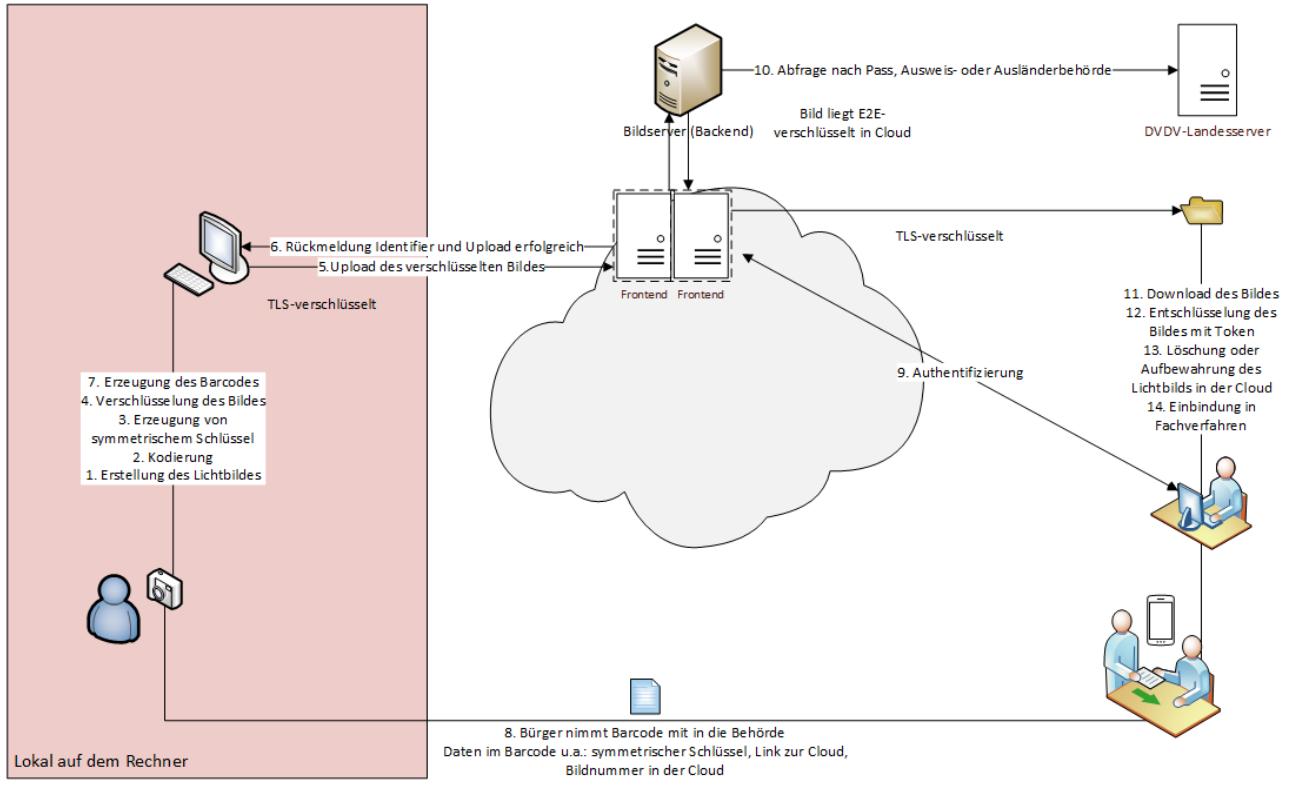 10. Abfrage nach Pass, Ausweis- oder Ausländerbehörde
Bild liegt E2E-
verschlüsselt in Cloud
Bildserver (Backend)
DVDV-Landesserver
6. Rückmeldung Identifier und Upload erfolgreich
5.Upload des verschlüsselten Bildes
TLS-verschlüsselt
Frontend
Frontend
TLS-verschlüsselt
11. Download des Bildes
12. Entschlüsselung des
Bildes mit Token
13. Löschung oder
Aufbewahrung des
Lichtbilds in der Cloud
14. Einbindung in
Fachverfahren
9. Authentifizierung
7. Erzeugung des Barcodes
4. Verschlüsselung des Bildes
3. Erzeugung von
symmetrischem Schlüssel
2. Kodierung
1. Erstellung des Lichtbildes
8. Bürger nimmt Barcode mit in die Behörde
Daten im Barcode u.a.: symmetrischer Schlüssel, Link zur Cloud,
Bildnummer in der Cloud
Lokal auf dem Rechner